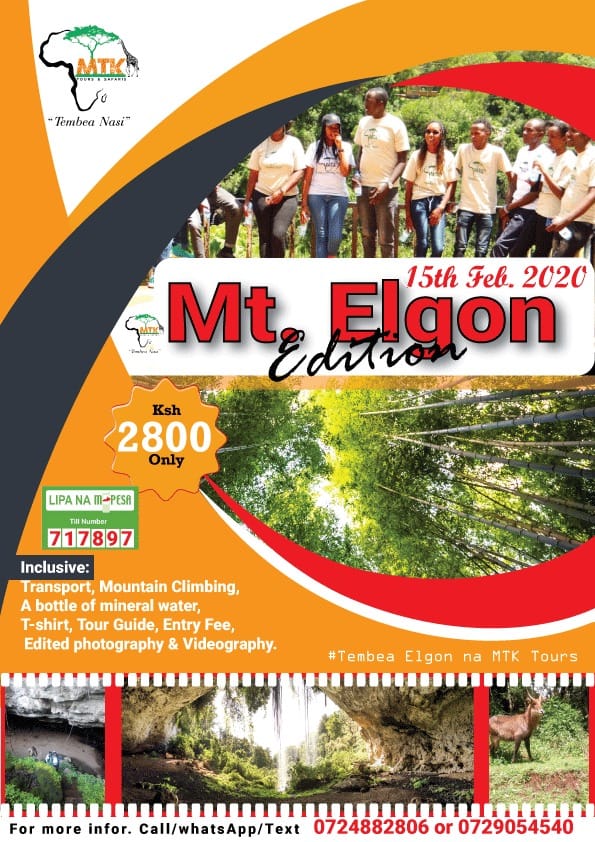 MTK
TOURS & SAFARIS
"Tembea Nasi"
15th Feb. 2020
Mt. Elgon
Edition
MTK
"Tembea Nasi"
Ksh
2800
Only
LIPA NA M-PESA
Till Number
717897
Inclusive:
Transport, Mountain Climbing,
A bottle of mineral water,
T-shirt, Tour Guide, Entry Fee,
Edited photography & Videography.
#Tembea Elgon na MTK Tours
For more infor. Call/whatsApp/Text 0724882806 or 0729054540